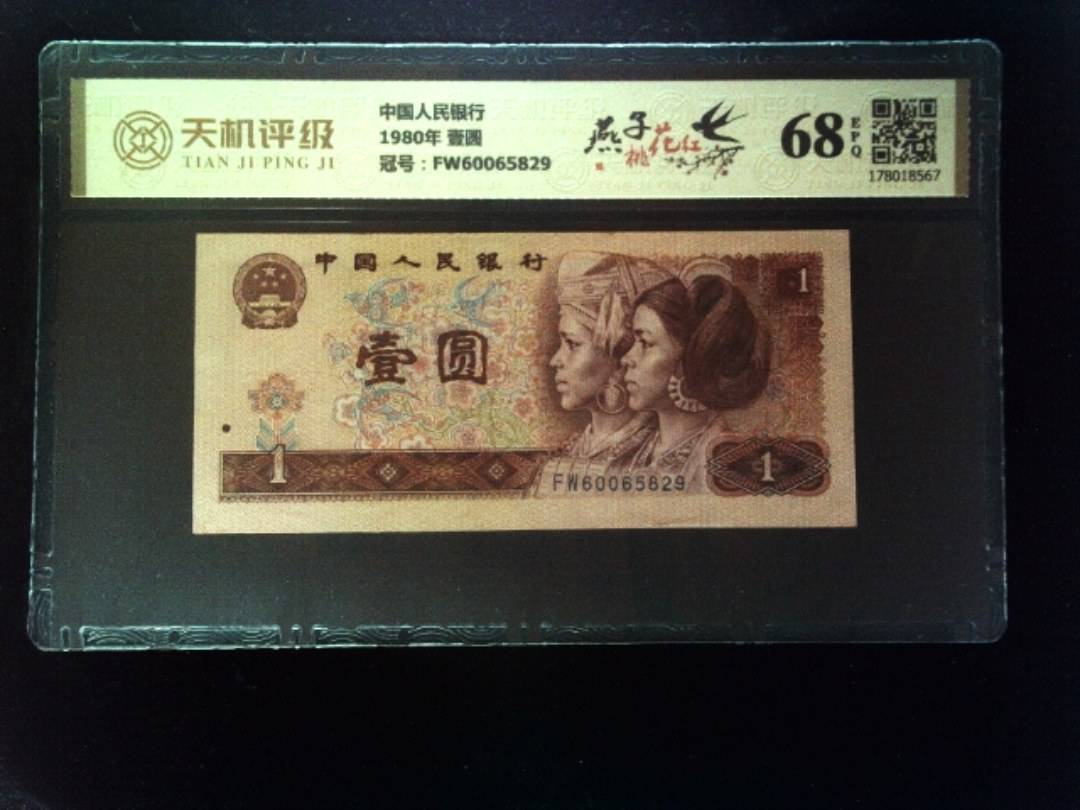 天机评级
TIAN JI PING JI
中国人民银行
1980年 壹圆
冠号：FW60065829
燕子
桃花红
68
EPQ
178018567
中国人民银行
壹圆
1
1
1
FW60065829